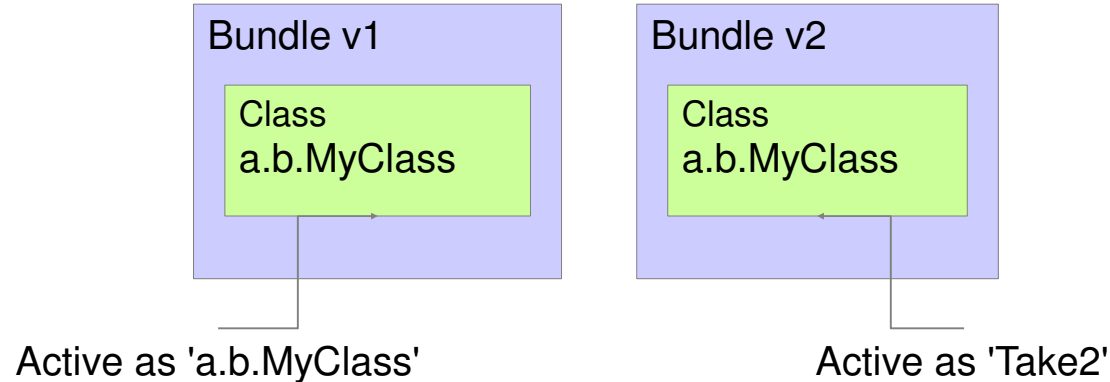 Bundle v1
Class
a.b.MyClass
Active as 'a.b.MyClass'
Bundle v2
Class
a.b.MyClass
Active as 'Take2'